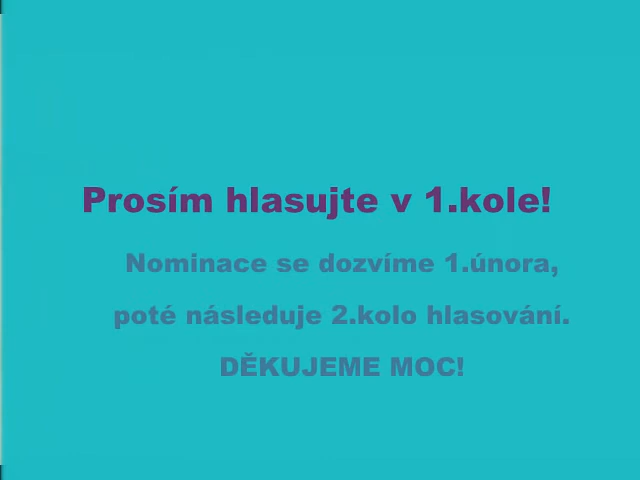 Prosím hlasujte v 1.kole!
Nominace se dozvíme 1.února,
poté následuje 2.kolo hlasování.
DĚKUJEME MOC!